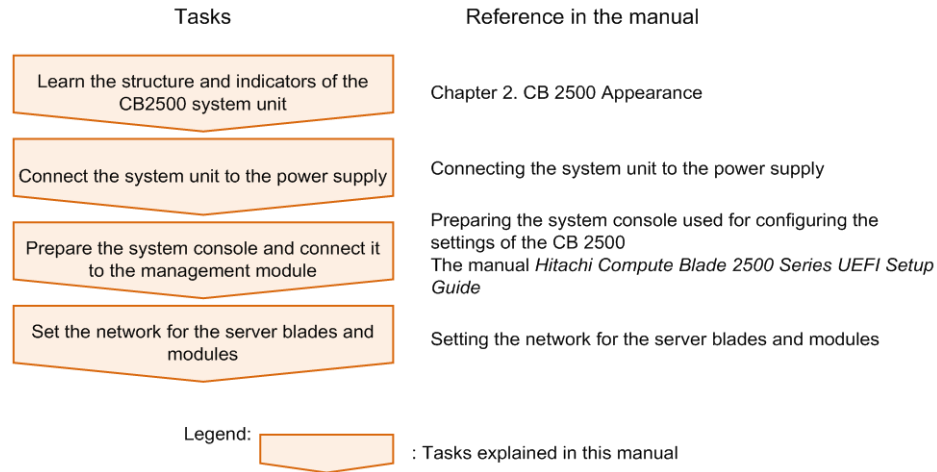 Tasks
Reference in the manual
Learn the structure and indicators of the
CB2500 system unit
Chapter 2. CB 2500 Appearance
Connect the system unit to the power supply
Connecting the system unit to the power supply
Prepare the system console and connect it
to the management module
Preparing the system console used for configuring the
settings of the CB 2500
The manual Hitachi Compute Blade 2500 Series UEFI Setup
Guide
Set the network for the server blades and
modules
Setting the network for the server blades and modules
Legend:
: Tasks explained in this manual